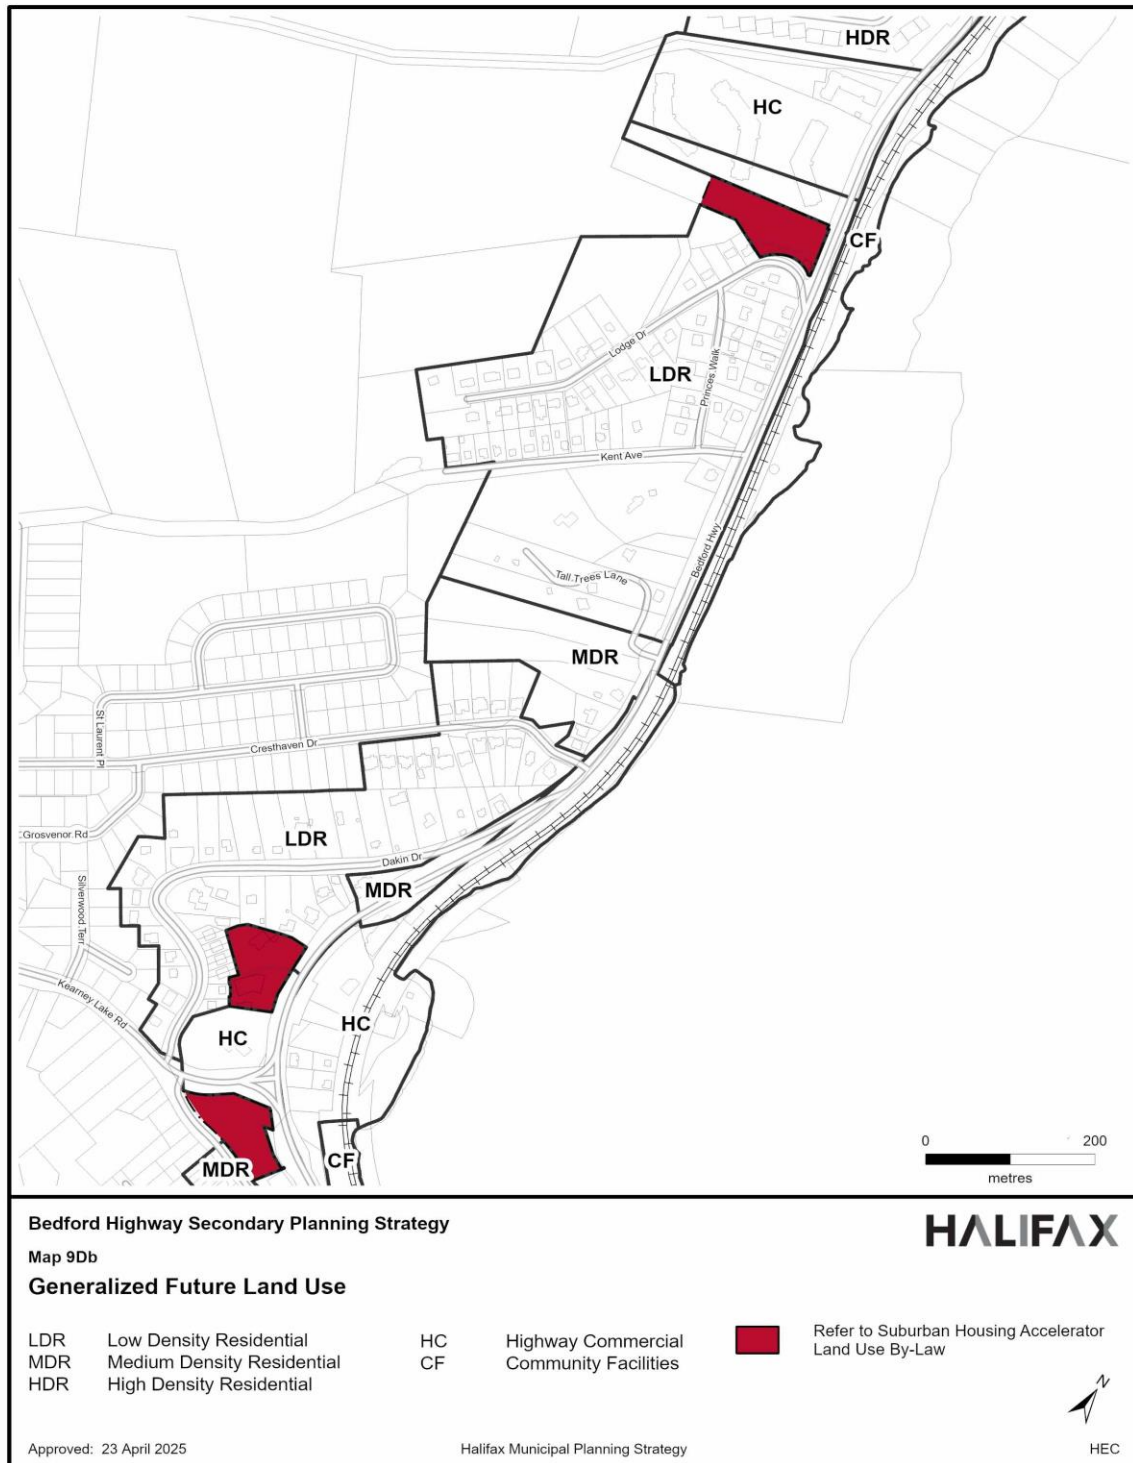 HDR
HC
CF
Lodge Dr
LDR
Princes Walk
Kent Ave
Bedford Hwy
Tall Trees Lane
MDR
St Laurent Pl
Cresthaven Dr
Grosvenor Rd
LDR
Dakin Dr
MDR
Silverwood Terr
Kearney Lake Rd
HC
HC
CF
MDR
0 200
metres
Bedford Highway Secondary Planning Strategy
HALIFAX
Map 9Db
Generalized Future Land Use
LDR Low Density Residential
MDR Medium Density Residential
HDR High Density Residential
HC Highway Commercial
CF Community Facilities
Refer to Suburban Housing Accelerator
Land Use By-Law
N
Approved: 23 April 2025
Halifax Municipal Planning Strategy
HEC